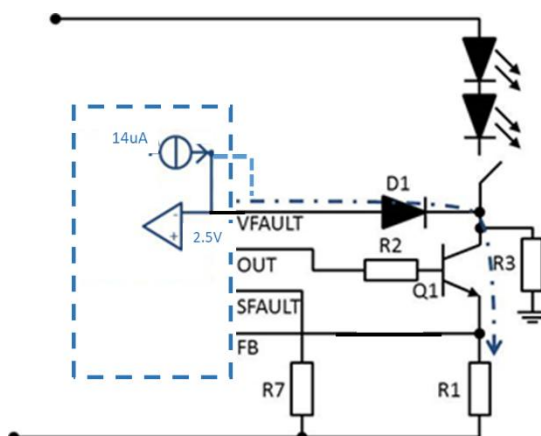 14uA
D1
2.5V
VFAULT
OUT
R2
R3
Q1
SFAULT
FB
R7
R1
-
+